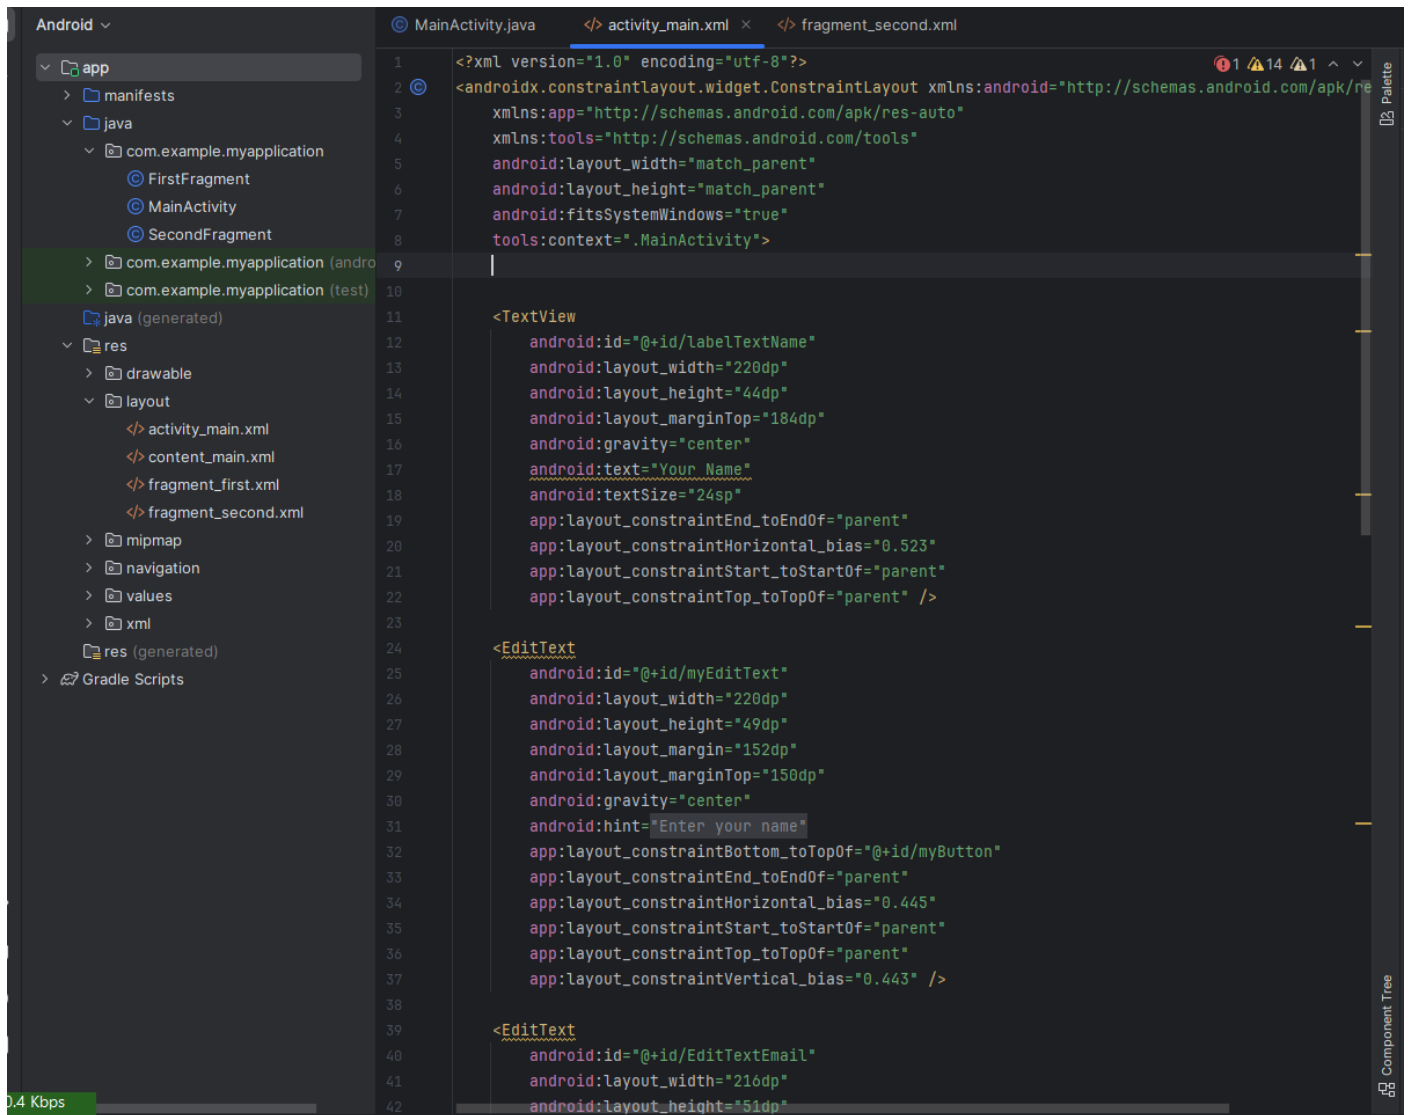 Android
app
manifests
java
com.example.myapplication
FirstFragment
MainActivity
SecondFragment
com.example.myapplication (andro
com.example.myapplication (test)
java (generated)
res
drawable
layout
activity_main.xml
content_main.xml
fragment_first.xml
fragment_second.xml
mipmap
navigation
values
xml
res (generated)
Gradle Scripts
0.4 Kbps
MainActivity.java activity_main.xml fragment_second.xml
1 14 1
1 <?xml version="1.0" encoding="utf-8"?>
2 <androidx.constraintlayout.widget.ConstraintLayout xmlns:android="http://schemas.android.com/apk/re
3 xmlns:app="http://schemas.android.com/apk/res-auto"
4 xmlns:tools="http://schemas.android.com/tools"
5 android:layout_width="match_parent"
6 android:layout_height="match_parent"
7 android:fitsSystemWindows="true"
8 tools:context=".MainActivity">
9
10
11 <TextView
12 android:id="@+id/labelTextName"
13 android:layout_width="220dp"
14 android:layout_height="44dp"
15 android:layout_marginTop="184dp"
16 android:gravity="center"
17 android:text="Your Name"
18 android:textSize="24sp"
19 app:layout_constraintEnd_toEndOf="parent"
20 app:layout_constraintHorizontal_bias="0.523"
21 app:layout_constraintStart_toStartOf="parent"
22 app:layout_constraintTop_toTopOf="parent" />
23
24 <EditText
25 android:id="@+id/myEditText"
26 android:layout_width="220dp"
27 android:layout_height="49dp"
28 android:layout_margin="152dp"
29 android:layout_marginTop="150dp"
30 android:gravity="center"
31 android:hint="Enter your name"
32 app:layout_constraintBottom_toTopOf="@+id/myButton"
33 app:layout_constraintEnd_toEndOf="parent"
34 app:layout_constraintHorizontal_bias="0.445"
35 app:layout_constraintStart_toStartOf="parent"
36 app:layout_constraintTop_toTopOf="parent"
37 app:layout_constraintVertical_bias="0.443" />
38
39 <EditText
40 android:id="@+id/EditTextEmail"
41 android:layout_width="216dp"
42 android:layout_height="51dp"
Palette
Component Tree